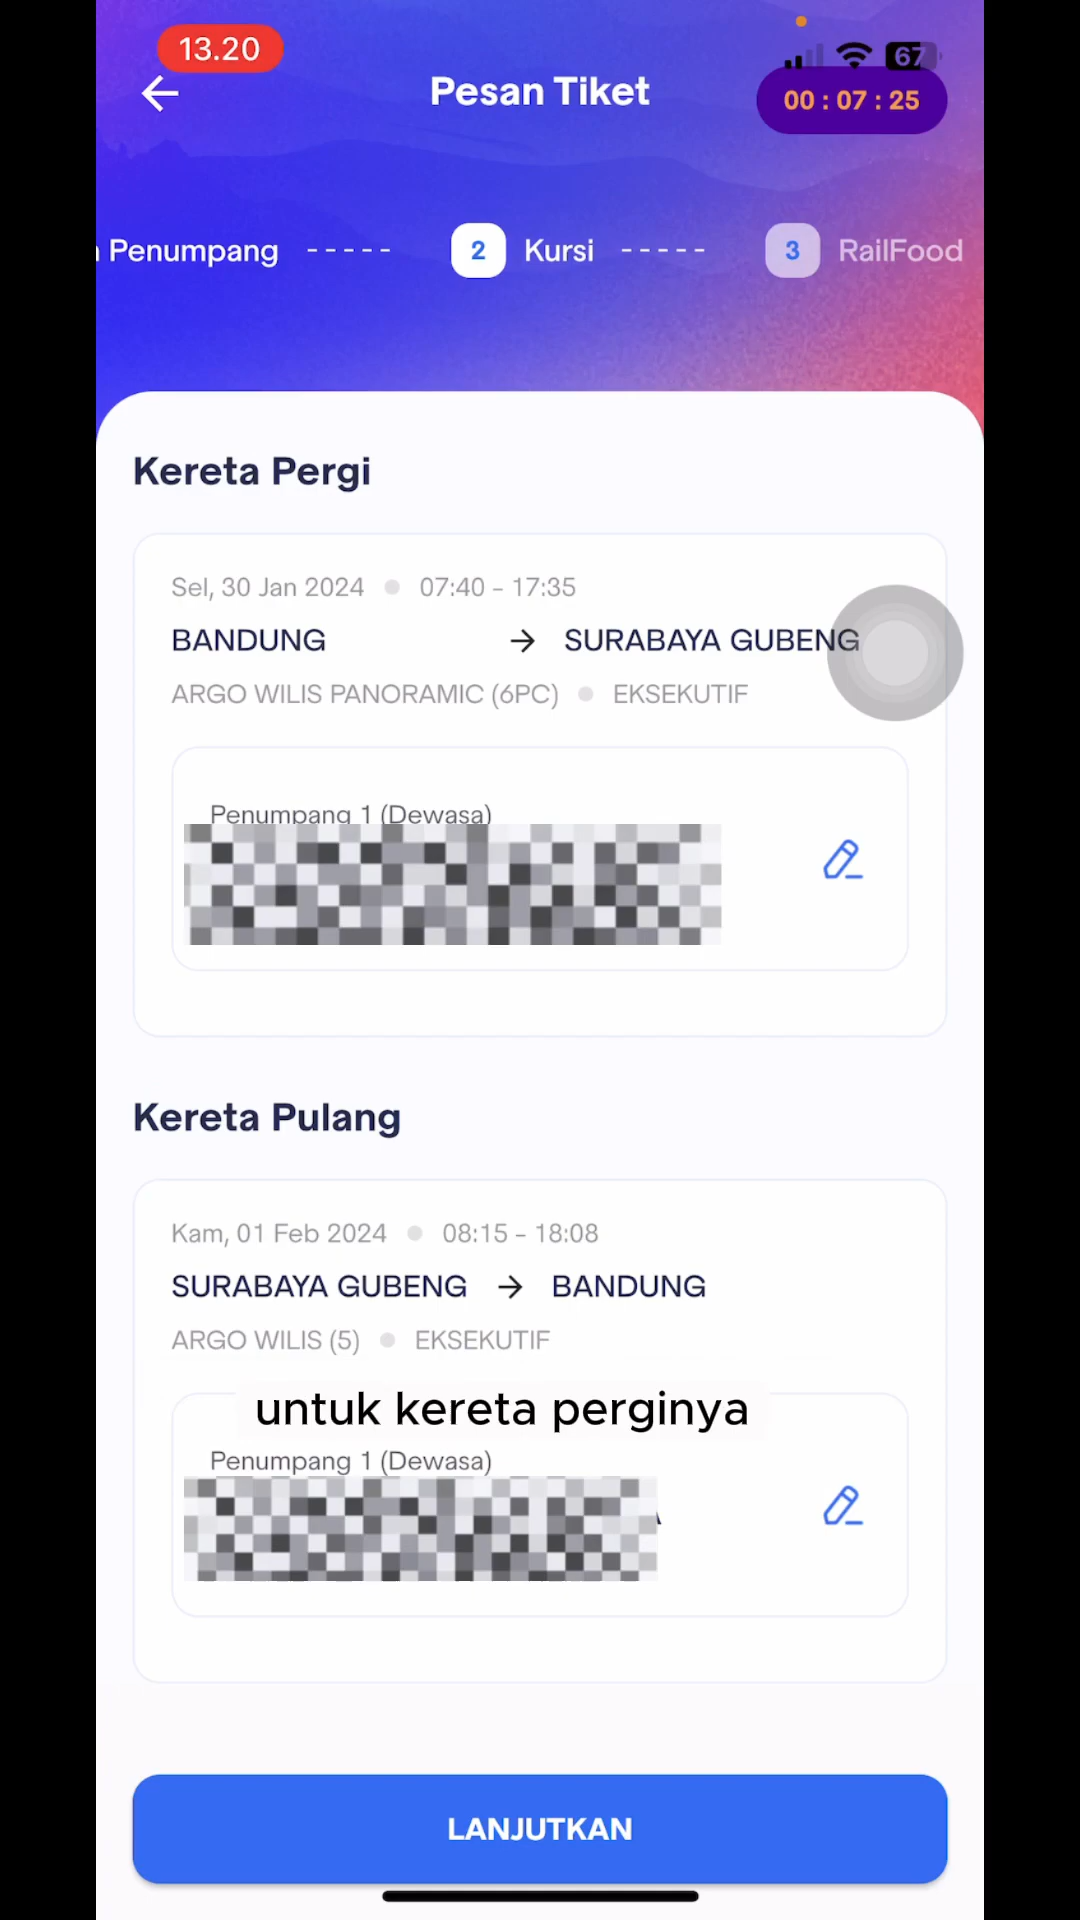 13.20
67
Pesan Tiket
00 : 07 : 25
Penumpang ----- 2 Kursi ----- 3 RailFood
Kereta Pergi
Sel, 30 Jan 2024 ● 07:40 - 17:35
BANDUNG → SURABAYA GUBENG
ARGO WILIS PANORAMIC (6PC) ● EKSEKUTIF
Penumpang 1 (Dewasa)
Kereta Pulang
Kam, 01 Feb 2024 ● 08:15 - 18:08
SURABAYA GUBENG → BANDUNG
ARGO WILIS (5) ● EKSEKUTIF
untuk kereta perginya
Penumpang 1 (Dewasa)
LANJUTKAN